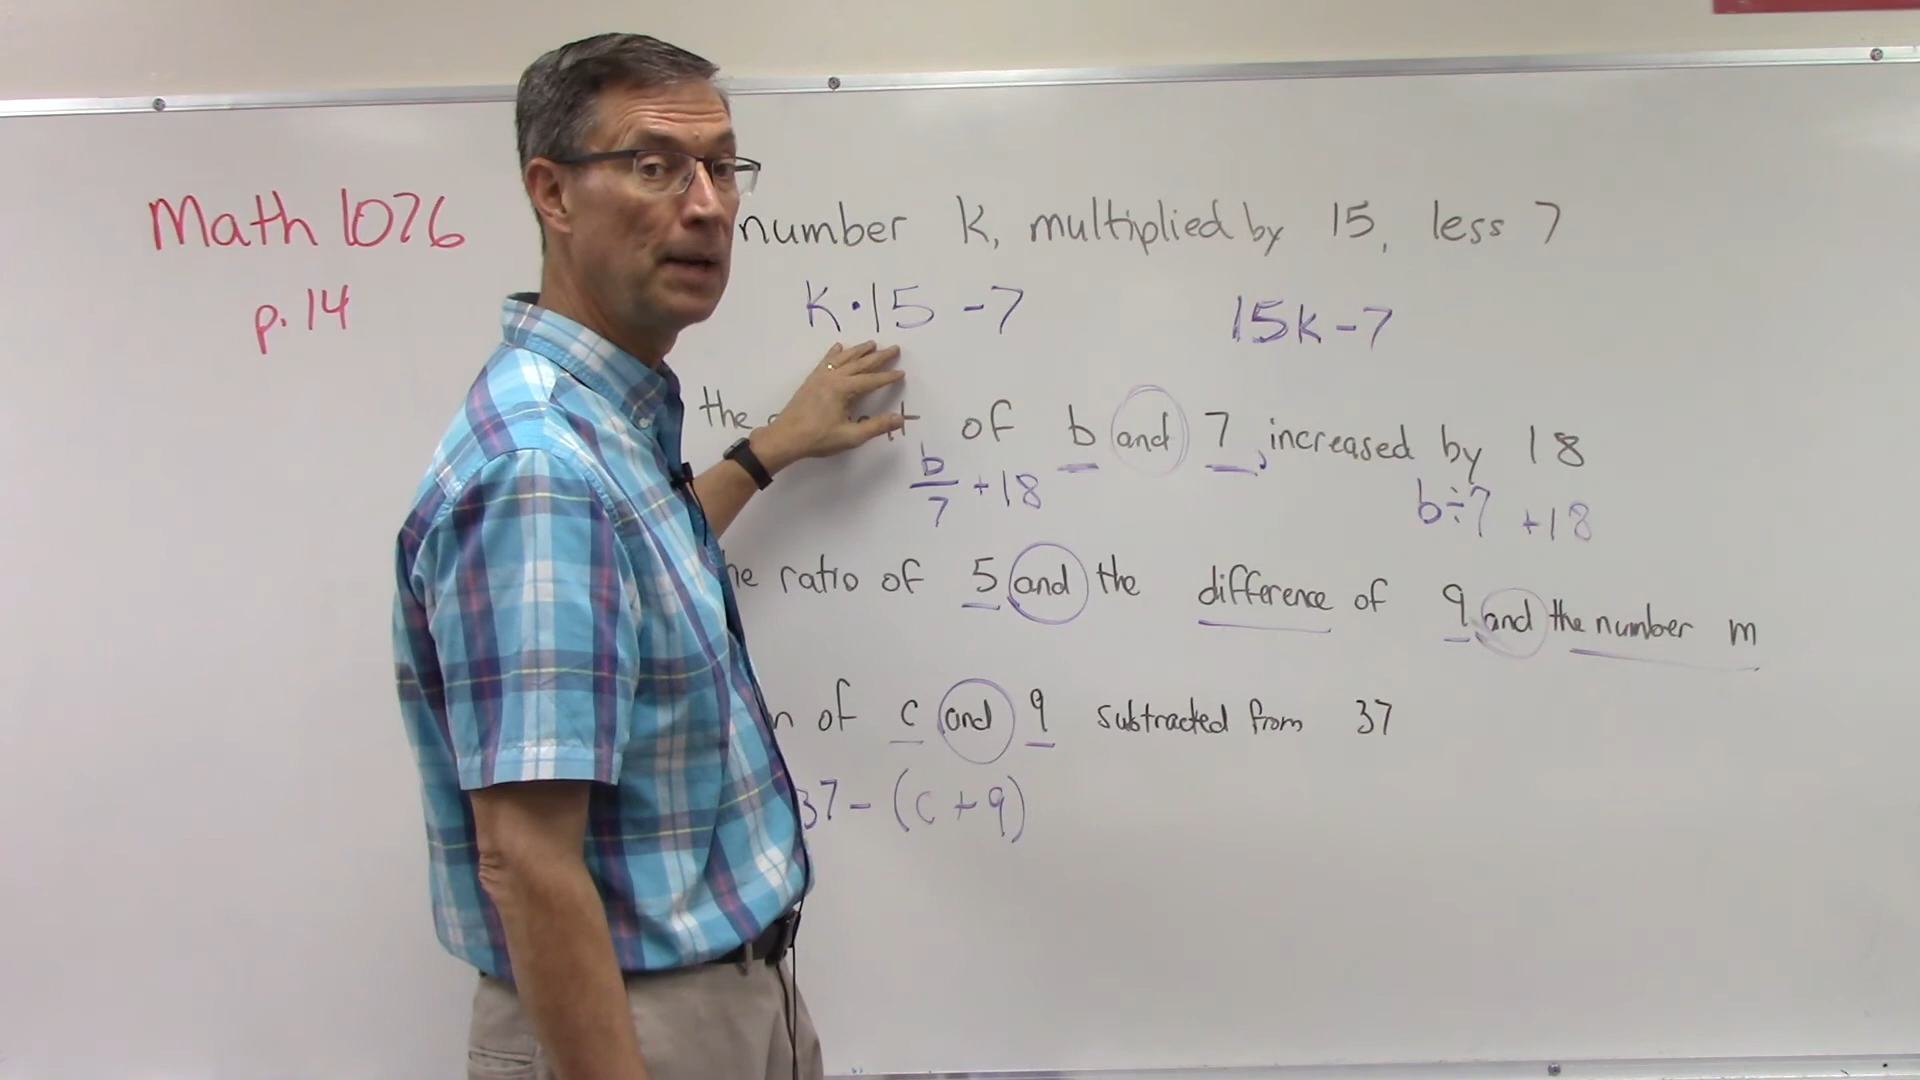 Math 1076
p. 14
number K, multiplied by 15, less 7
K·15 -7
15K-7
the of b and 7, increased by 18
b/7 +18
b÷7 +18
ratio of 5 and the difference of 9 and the number m
of c and 9 subtracted from 37
37-(c+9)